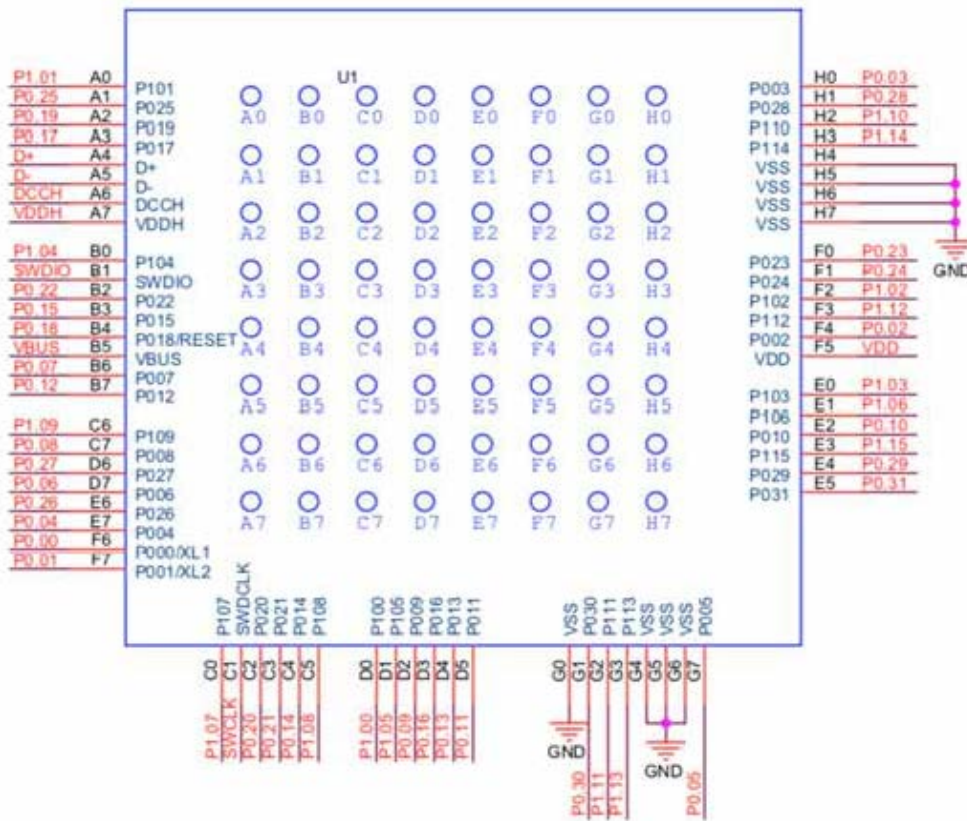 U1
P1.01 A0 P101
P0.25 A1 P025
P0.19 A2 P019
P0.17 A3 P017
D+ A4 D+
D- A5 D-
DCCH A6 DCCH
VDDH A7 VDDH
P1.04 B0 P104
SWDIO B1 SWDIO
P0.22 B2 P022
P0.15 B3 P015
P0.18 B4 P018/RESET
VBUS B5 VBUS
P0.07 B6 P007
P0.12 B7 P012
P1.09 C6 P109
P0.08 C7 P008
P0.27 D6 P027
P0.06 D7 P006
P0.26 E6 P026
P0.04 E7 P004
P0.00 F6 P000/XL1
P0.01 F7 P001/XL2
A0 B0 C0 D0 E0 F0 G0 H0
A1 B1 C1 D1 E1 F1 G1 H1
A2 B2 C2 D2 E2 F2 G2 H2
A3 B3 C3 D3 E3 F3 G3 H3
A4 B4 C4 D4 E4 F4 G4 H4
A5 B5 C5 D5 E5 F5 G5 H5
A6 B6 C6 D6 E6 F6 G6 H6
A7 B7 C7 D7 E7 F7 G7 H7
P003 H0 P0.03
P028 H1 P0.28
P110 H2 P1.10
P114 H3 P1.14
VSS H4
VSS H5
VSS H6
VSS H7
GND
P023 F0 P0.23
P024 F1 P0.24
P102 F2 P1.02
P112 F3 P1.12
P002 F4 P0.02
VDD F5 VDD
P103 E0 P1.03
P106 E1 P1.06
P010 E2 P0.10
P115 E3 P1.15
P029 E4 P0.29
P031 E5 P0.31
P107 C0 P1.07
SWDCLK C1 SWCLK
P020 C2 P0.20
P021 C3 P0.21
P014 C4 P0.14
P108 C5 P1.08
P100 D0 P1.00
P105 D1 P1.05
P009 D2 P0.09
P016 D3 P0.16
P013 D4 P0.13
P011 D5 P0.11
VSS G0 GND
P030 G1 P0.30
P111 G2 P1.11
P113 G3 P1.13
VSS G4
VSS G5
VSS G6
GND
P005 G7 P0.05